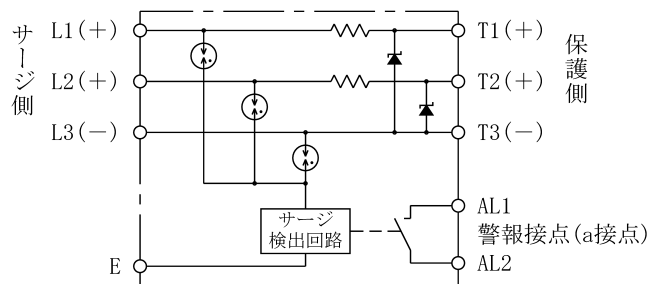 サージ側
L1(+)
L2(+)
L3(−)
E
サージ
検出回路
T1(+)
T2(+)
T3(−)
保護側
AL1
警報接点(a接点)
AL2